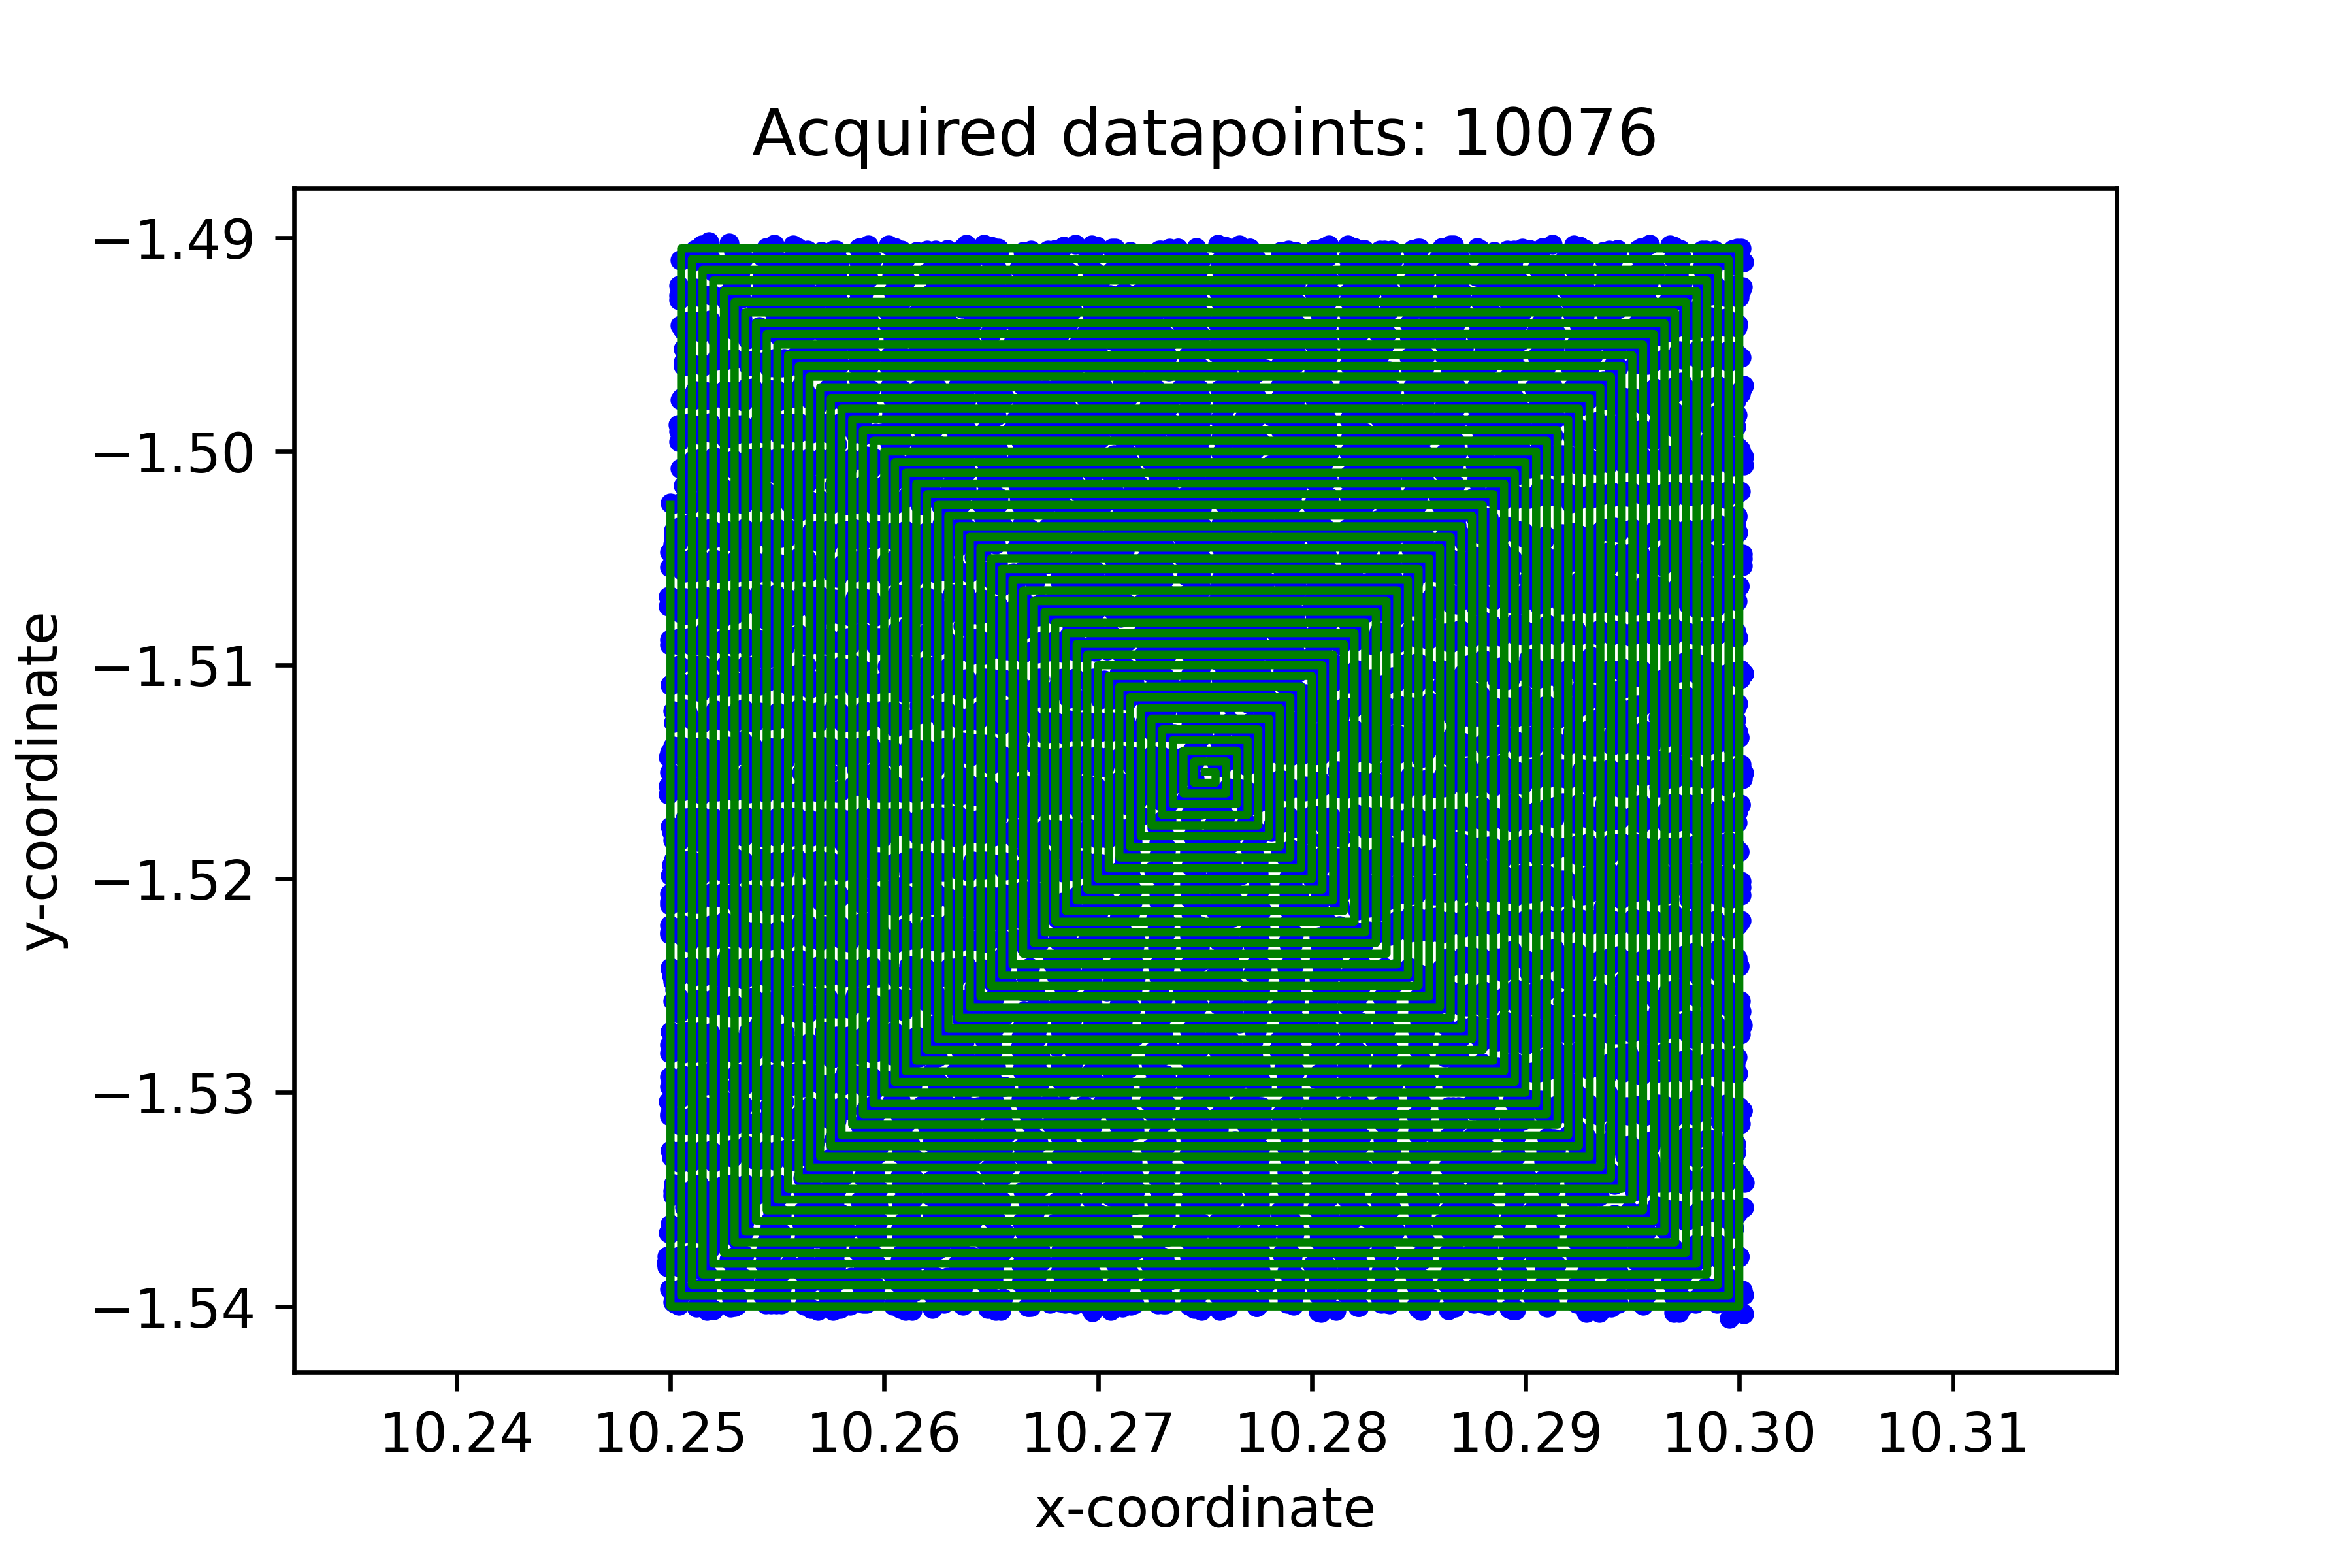 Acquired datapoints: 10076
−1.49
−1.50
−1.51
−1.52
−1.53
−1.54
y-coordinate
10.24 10.25 10.26 10.27 10.28 10.29 10.30 10.31
x-coordinate